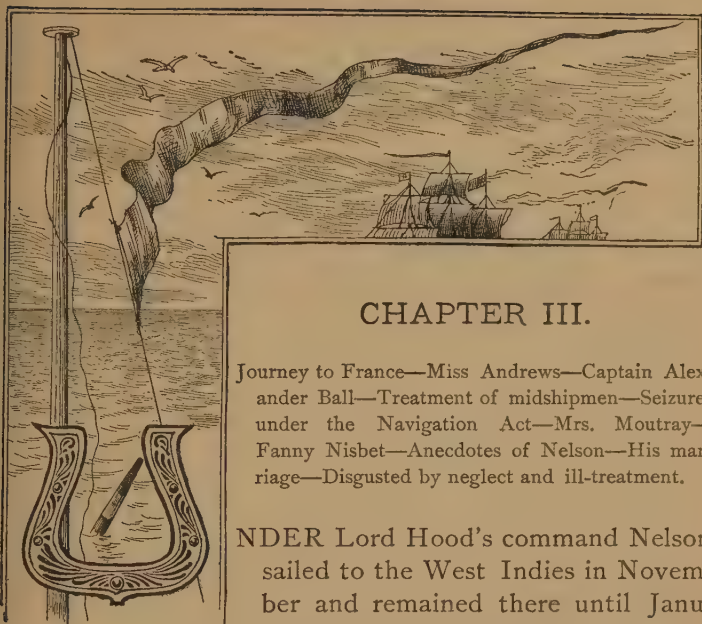 CHAPTER III.
Journey to France—Miss Andrews—Captain Alex
ander Ball—Treatment of midshipmen—Seizure
under the Navigation Act—Mrs. Moutray—
Fanny Nisbet—Anecdotes of Nelson—His mar
riage—Disgusted by neglect and ill-treatment.
UNDER Lord Hood's command Nelson
sailed to the West Indies in Novem
ber and remained there until Janu